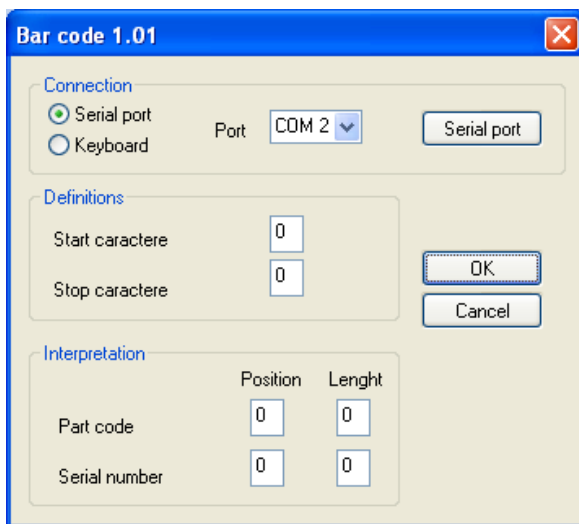 Bar code 1.01
Connection
Serial port
Keyboard
Port
COM 2
Serial port
Definitions
Start caractere 0
Stop caractere 0
OK
Cancel
Interpretation
Position Lenght
Part code 0 0
Serial number 0 0